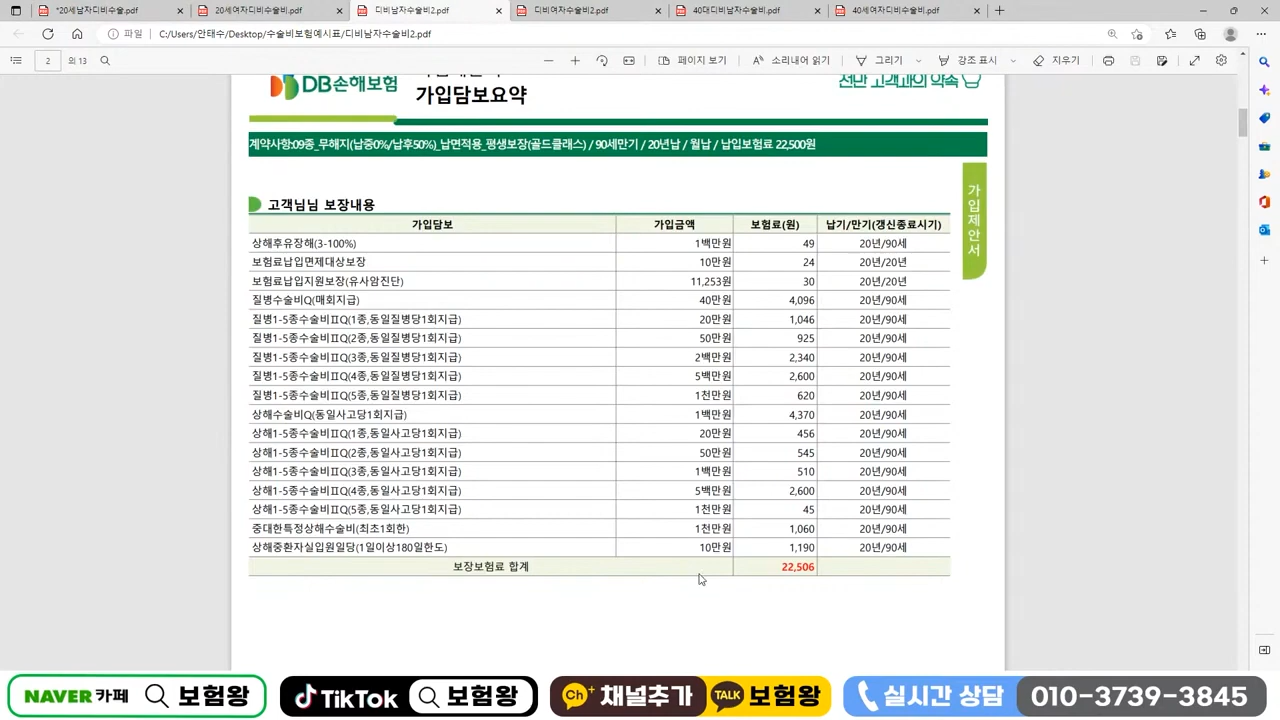 *20세남자디비수술.pdf
20세여자디비수술비.pdf
디비남자수술비2.pdf
디비여자수술비2.pdf
40대디비남자수술비.pdf
40세여자디비수술비.pdf
파일 C:/Users/안태수/Desktop/수술비보험예시표/디비남자수술비2.pdf
2 의 13
페이지 보기 소리내어 읽기 그리기 강조 표시 지우기
DB손해보험 가입담보요약 천만 고객과의 약속
계약사항:09종_무해지(납중0%/납후50%)_납면적용_평생보장(골드클래스) / 90세만기 / 20년납 / 월납 / 납입보험료 22,500원
가입제안서
고객님님 보장내용
가입담보 가입금액 보험료(원) 납기/만기(갱신종료시기)
상해후유장해(3-100%) 1백만원 49 20년/90세
보험료납입면제대상보장 10만원 24 20년/20년
보험료납입지원보장(유사암진단) 11,253원 30 20년/20년
질병수술비Q(매회지급) 40만원 4,096 20년/90세
질병1-5종수술비ⅡQ(1종,동일질병당1회지급) 20만원 1,046 20년/90세
질병1-5종수술비ⅡQ(2종,동일질병당1회지급) 50만원 925 20년/90세
질병1-5종수술비ⅡQ(3종,동일질병당1회지급) 2백만원 2,340 20년/90세
질병1-5종수술비ⅡQ(4종,동일질병당1회지급) 5백만원 2,600 20년/90세
질병1-5종수술비ⅡQ(5종,동일질병당1회지급) 1천만원 620 20년/90세
상해수술비Q(동일사고당1회지급) 1백만원 4,370 20년/90세
상해1-5종수술비ⅡQ(1종,동일사고당1회지급) 20만원 456 20년/90세
상해1-5종수술비ⅡQ(2종,동일사고당1회지급) 50만원 545 20년/90세
상해1-5종수술비ⅡQ(3종,동일사고당1회지급) 1백만원 510 20년/90세
상해1-5종수술비ⅡQ(4종,동일사고당1회지급) 5백만원 2,600 20년/90세
상해1-5종수술비ⅡQ(5종,동일사고당1회지급) 1천만원 45 20년/90세
중대한특정상해수술비(최초1회한) 1천만원 1,060 20년/90세
상해중환자실입원일당(1일이상180일한도) 10만원 1,190 20년/90세
보장보험료 합계 22,506
NAVER 카페 보험왕 TikTok 보험왕 Ch+ 채널추가 TALK 보험왕 실시간 상담 010-3739-3845